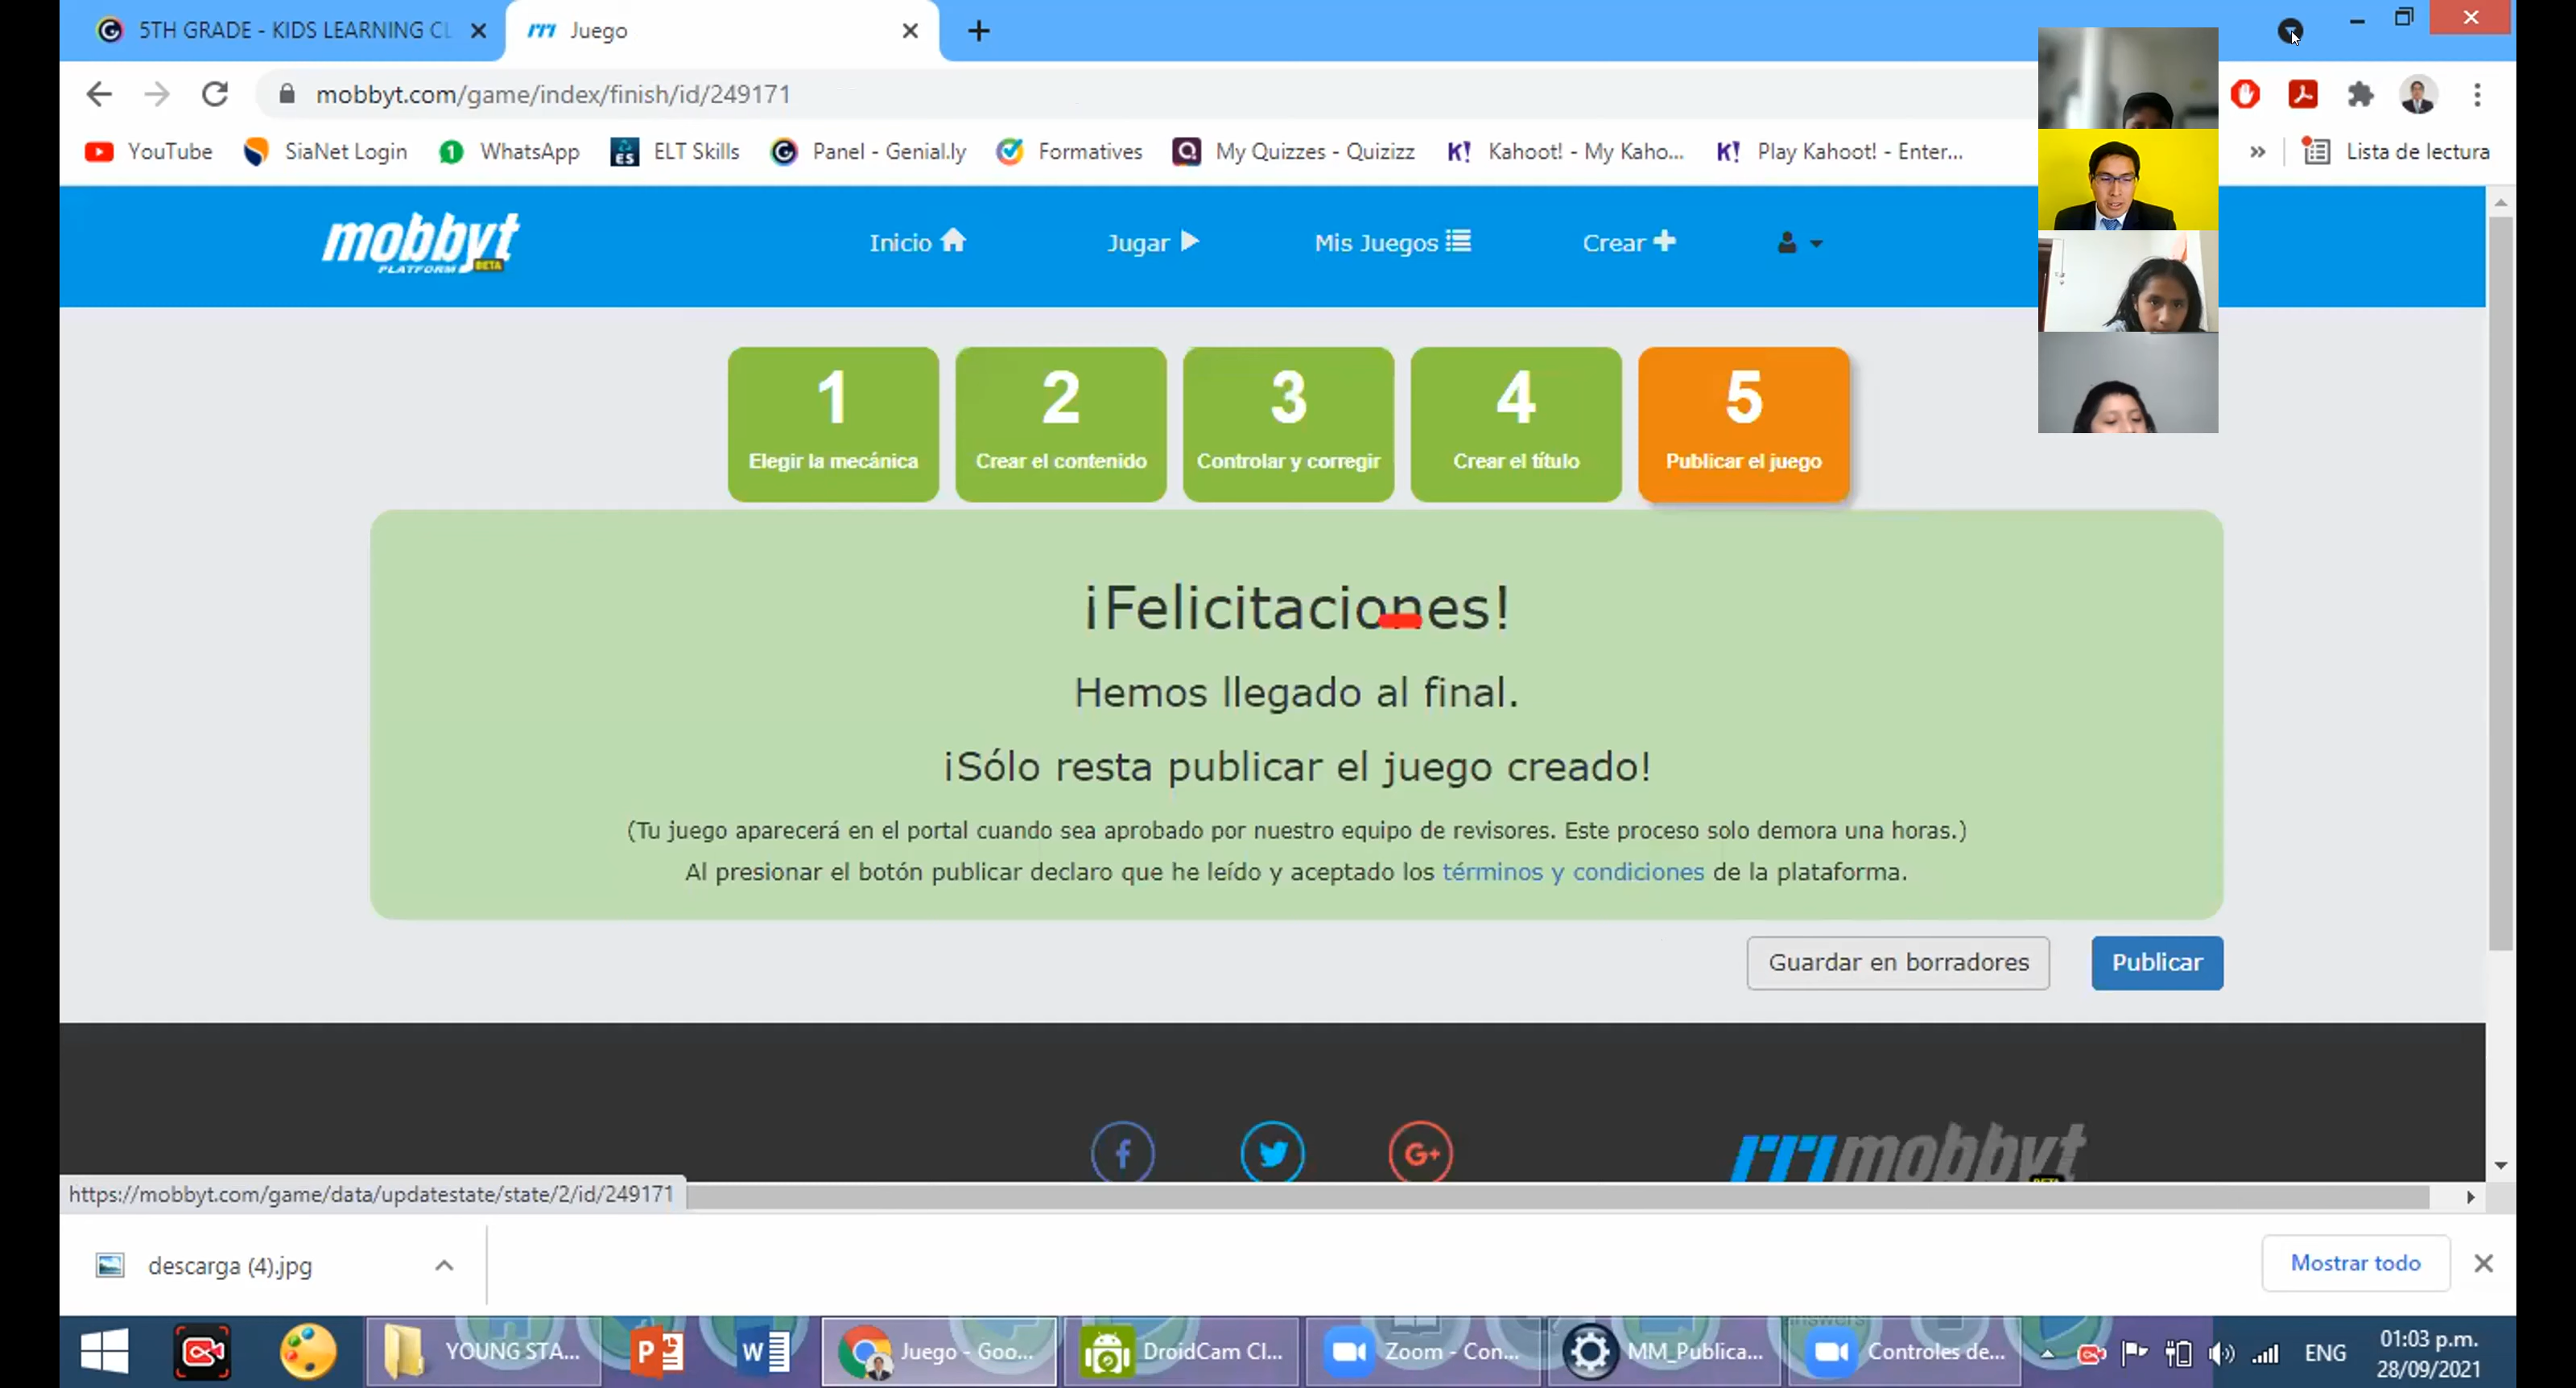 5TH GRADE - KIDS LEARNING CL
Juego
mobbyt.com/game/index/finish/id/249171
YouTube
SiaNet Login
WhatsApp
ELT Skills
Panel - Genial.ly
Formatives
My Quizzes - Quizizz
Kahoot! - My Kaho...
Play Kahoot! - Enter...
Lista de lectura
mobbyt
PLATFORM BETA
Inicio
Jugar
Mis Juegos
Crear
1
Elegir la mecánica
2
Crear el contenido
3
Controlar y corregir
4
Crear el título
5
Publicar el juego
¡Felicitaciones!
Hemos llegado al final.
¡Sólo resta publicar el juego creado!
(Tu juego aparecerá en el portal cuando sea aprobado por nuestro equipo de revisores. Este proceso solo demora una horas.)
Al presionar el botón publicar declaro que he leído y aceptado los términos y condiciones de la plataforma.
Guardar en borradores
Publicar
mobbyt
BETA
https://mobbyt.com/game/data/updatestate/state/2/id/249171
descarga (4).jpg
Mostrar todo
YOUNG STA...
Juego - Goo...
DroidCam Cl...
Zoom - Con...
MM_Publica...
answers
Controles de...
ENG
01:03 p.m.
28/09/2021